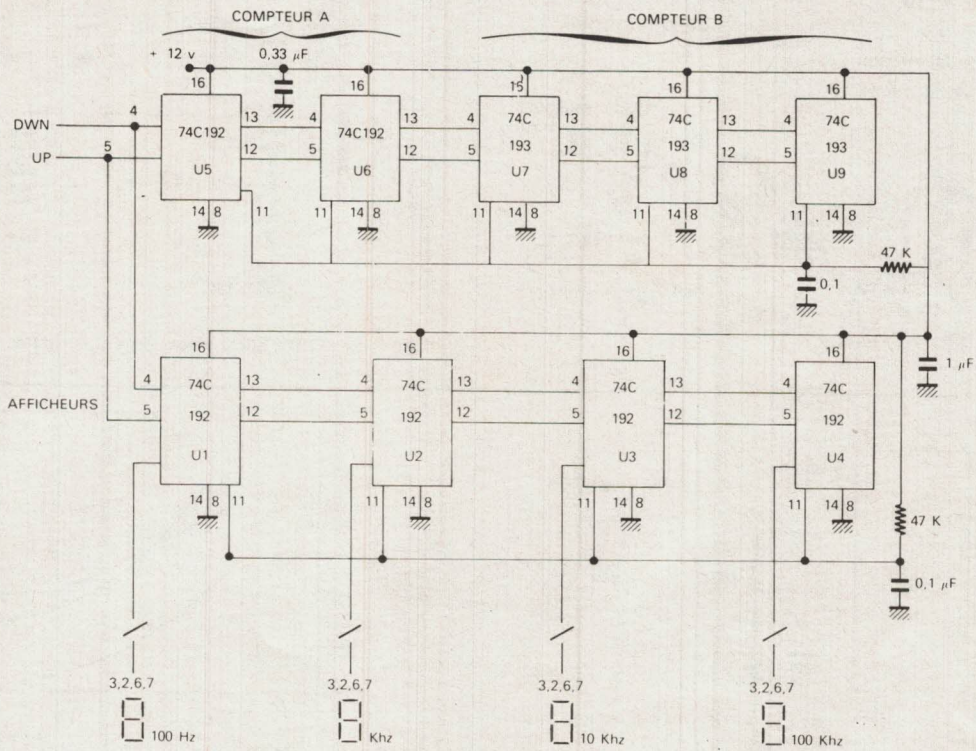 COMPTEUR A
COMPTEUR B
+ 12 v
0,33 µF
16 16 15 16 16
DWN 4 13 4 13 4 13 4 13 4
UP 5 12 5 12 5 12 5 12 5
74C192 U5
74C192 U6
74C 193 U7
74C 193 U8
74C 193 U9
14 8 11
11 14 8
11 14 8
11 14 8
11 14 8
47 K
0,1
16 16 16 16
1 µF
AFFICHEURS
4 13 4 13 4 13 4
5 12 5 12 5 12 5
74C 192 U1
74C 192 U2
74C 192 U3
74C 192 U4
14 8 11
11 14 8
11 14 8
11 14 8
47 K
0,1 µF
3,2,6,7 3,2,6,7 3,2,6,7 3,2,6,7
100 Hz Khz 10 Khz 100 Khz